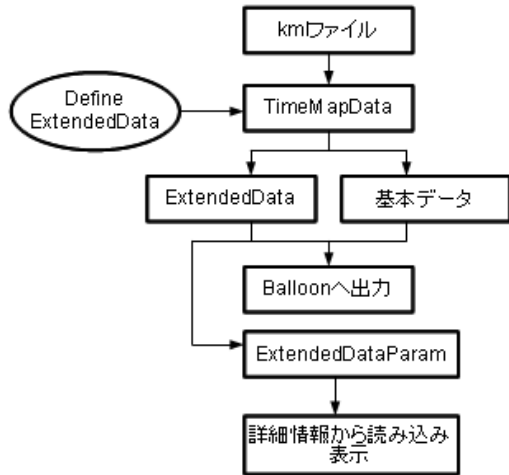 kmlファイル
Define
ExtendedData
TimeMapData
ExtendedData
基本データ
Balloonへ出力
ExtendedDataParam
詳細情報から読み込み
表示